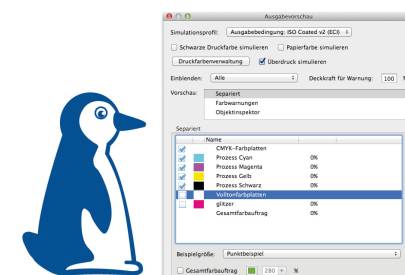 Ausgabevorschau
Simulationsprofil: Ausgabebedingung: ISO Coated v2 (ECI)
Schwarze Druckfarbe simulieren Papierfarbe simulieren
Druckfarbenverwaltung Überdruck simulieren
Einblenden: Alle Deckkraft für Warnung: 100 %
Vorschau: Separiert
Farbwarnungen
Objektinspektor
Separiert
Name
CMYK-Farbplatten
Prozess Cyan 0%
Prozess Magenta 0%
Prozess Gelb 0%
Prozess Schwarz 0%
Volltonfarbplatten
glitzer 0%
Gesamtfarbauftrag 0%
Beispielgröße: Punktbeispiel
Gesamtfarbauftrag 280 %